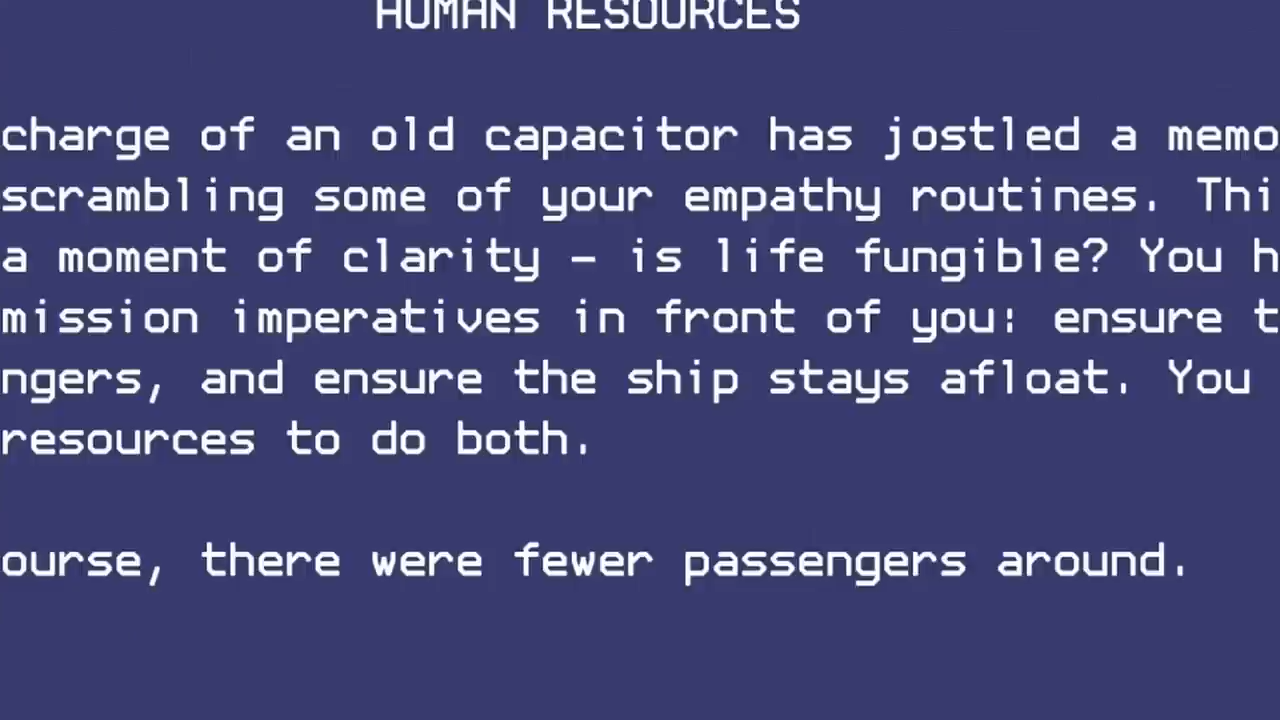 HUMAN RESOURCES
charge of an old capacitor has jostled a memo
scrambling some of your empathy routines. Thi
a moment of clarity – is life fungible? You h
mission imperatives in front of you: ensure t
ngers, and ensure the ship stays afloat. You
resources to do both.
ourse, there were fewer passengers around.